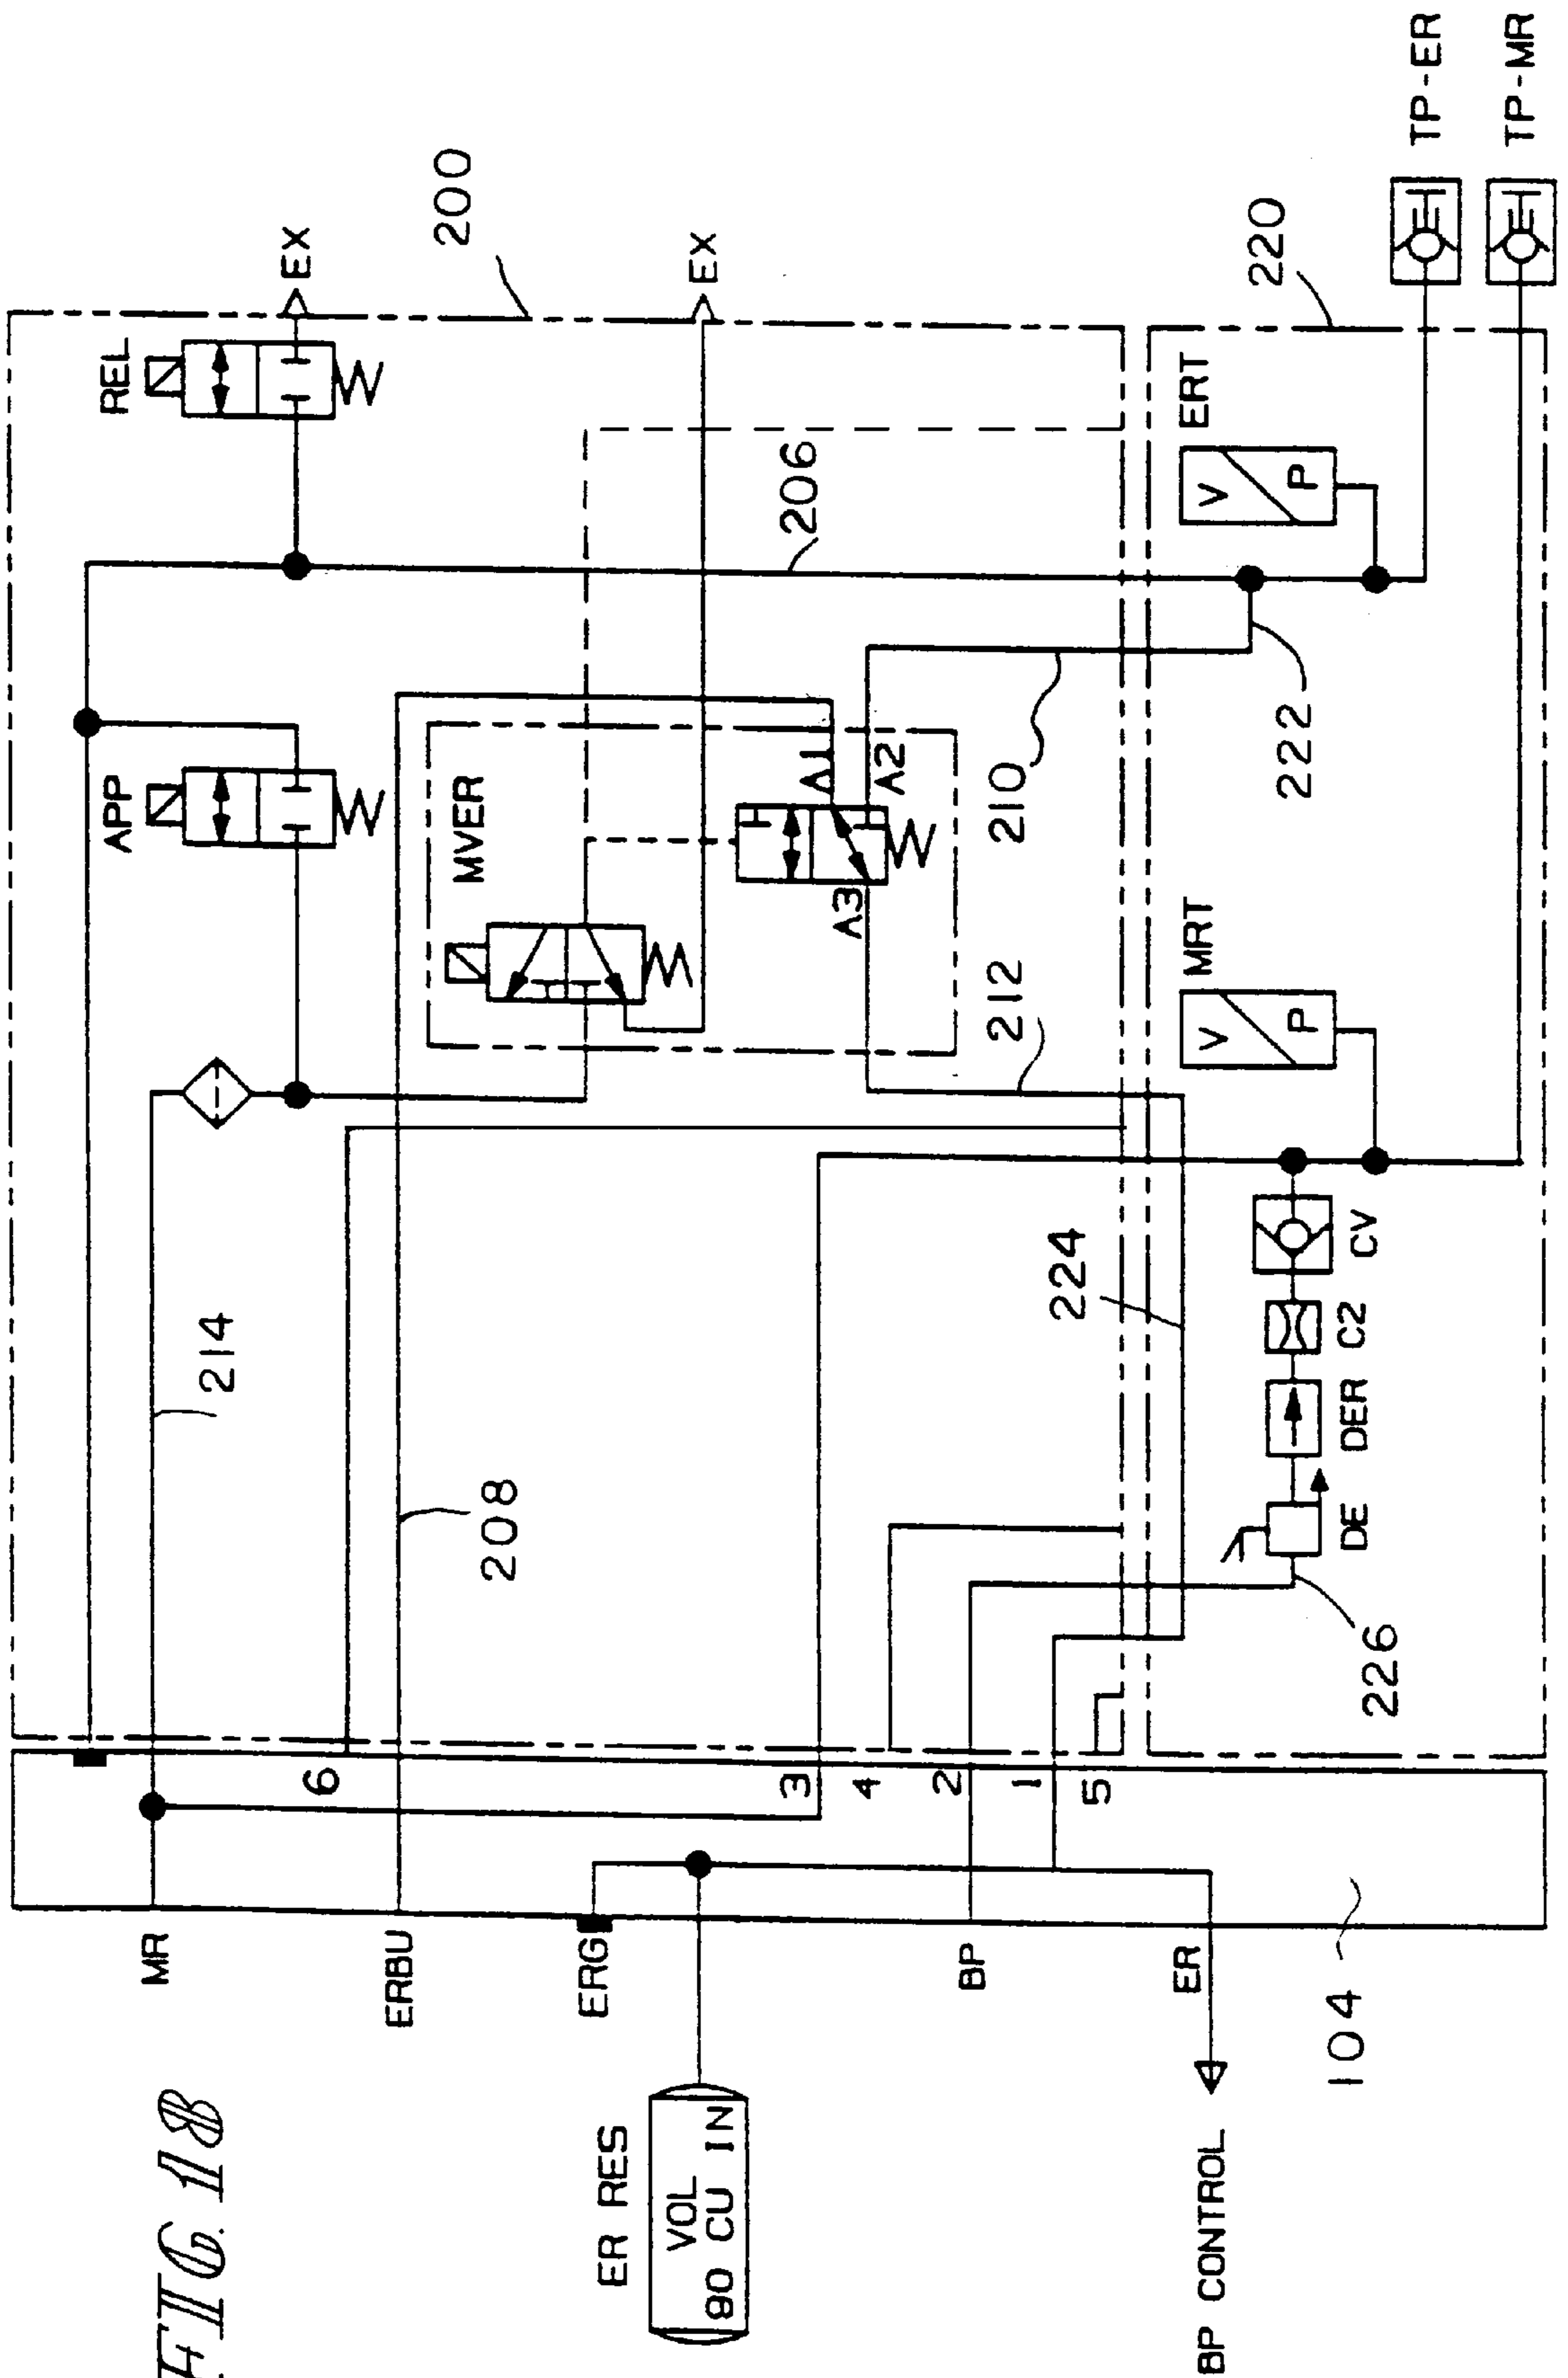 FIG 18
REL
EX
200
EX
APP
MVER
A1
A2
A3
206
210
212
214
208
ERT
V
P
220
222
TP-ER
TP-MR
MRT
V
P
224
CV
C2
DER
DE
226
6
3
4
2
1
5
MR
ERBU
ERG
BP
ER
104
ER RES
VOL
90 CU IN
BP CONTROL